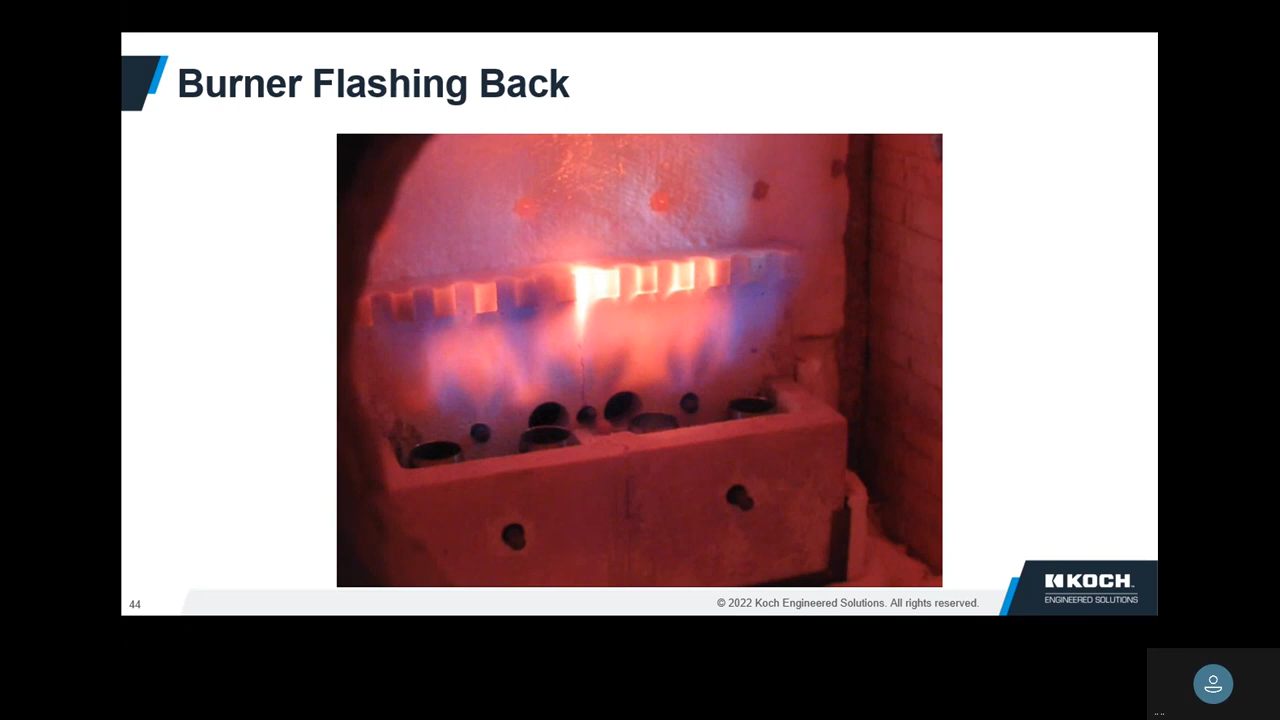 Burner Flashing Back
44
© 2022 Koch Engineered Solutions. All rights reserved.
KOCH
ENGINEERED SOLUTIONS